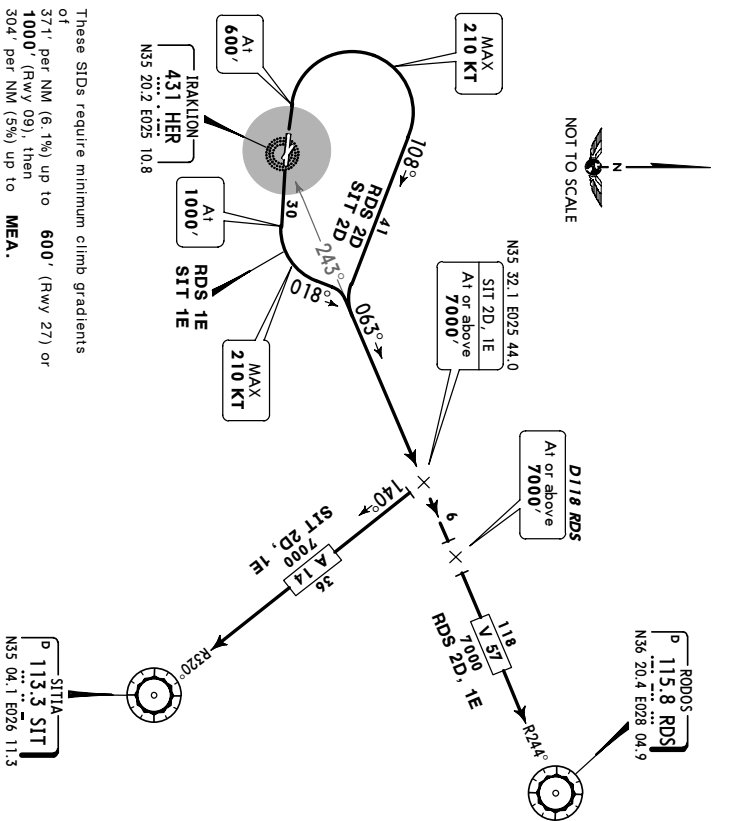 NOT TO SCALE
N
MAX
210 KT
At
600'
108°
41
RDS 2D
SIT 2D
IRAKLION
431 HER
N35 20.2 E025 10.8
30
At
1000'
243°
018°
063°
RDS 1E
SIT 1E
MAX
210 KT
N35 32.1 E025 44.0
SIT 2D, 1E
At or above
7000'
D118 RDS
At or above
7000'
9
118
V 57
7000
RDS 2D, 1E
R244°
RODOS
D 115.8 RDS
N36 20.4 E028 04.9
140°
36
A 14
7000
SIT 2D, 1E
R320°
SITIA
D 113.3 SIT
N35 04.1 E026 11.3
These SIDs require minimum climb gradients
of
371' per NM (6.1%) up to 600' (Rwy 27) or
1000' (Rwy 09), then
304' per NM (5%) up to MEA.